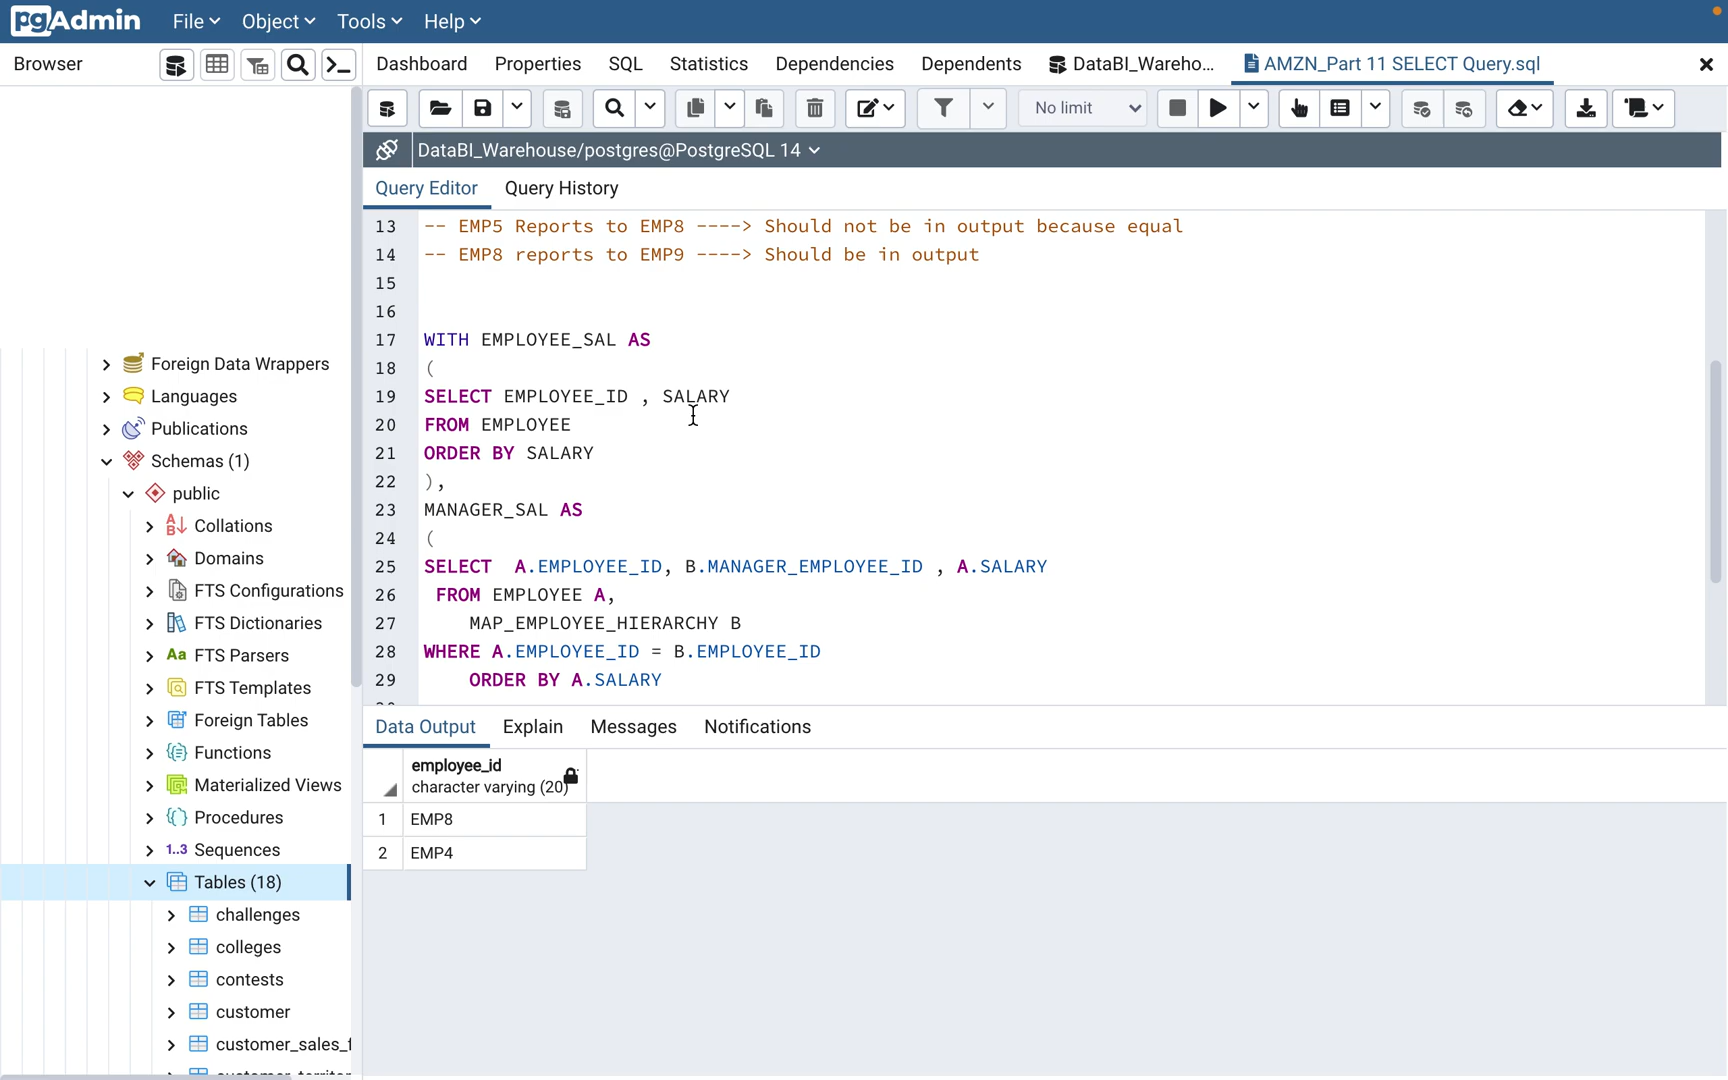 pgAdmin
File
Object
Tools
Help
Browser
Dashboard
Properties
SQL
Statistics
Dependencies
Dependents
DataBI_Wareho...
AMZN_Part 11 SELECT Query.sql
No limit
DataBI_Warehouse/postgres@PostgreSQL 14
Query Editor
Query History
Foreign Data Wrappers
Languages
Publications
Schemas (1)
public
Collations
Domains
FTS Configurations
FTS Dictionaries
Aa FTS Parsers
FTS Templates
Foreign Tables
Functions
Materialized Views
Procedures
1..3 Sequences
Tables (18)
challenges
colleges
contests
customer
customer_sales_f
13 -- EMP5 Reports to EMP8 ----> Should not be in output because equal
14 -- EMP8 reports to EMP9 ----> Should be in output
15
16
17 WITH EMPLOYEE_SAL AS
18 (
19 SELECT EMPLOYEE_ID , SALARY
20 FROM EMPLOYEE
21 ORDER BY SALARY
22 ),
23 MANAGER_SAL AS
24 (
25 SELECT  A.EMPLOYEE_ID, B.MANAGER_EMPLOYEE_ID , A.SALARY
26  FROM EMPLOYEE A,
27     MAP_EMPLOYEE_HIERARCHY B
28 WHERE A.EMPLOYEE_ID = B.EMPLOYEE_ID
29     ORDER BY A.SALARY
Data Output
Explain
Messages
Notifications
employee_id
character varying (20)
1 EMP8
2 EMP4